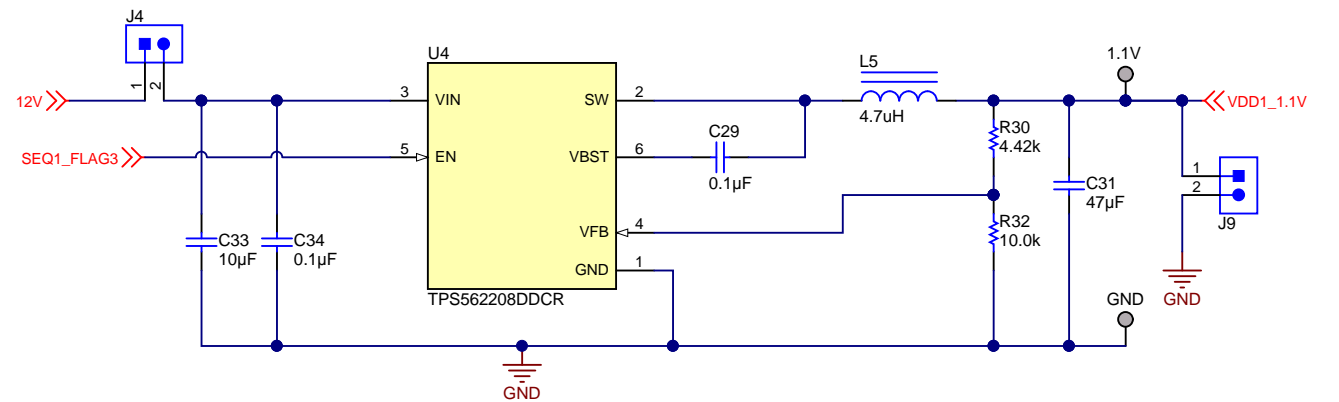 J4
1
2
12V
SEQ1_FLAG3
C33
10µF
C34
0.1µF
U4
3
VIN
5
EN
SW
2
VBST
6
VFB
4
GND
1
TPS562208DDCR
GND
C29
0.1µF
L5
4.7uH
R30
4.42k
R32
10.0k
C31
47µF
1.1V
VDD1_1.1V
1
2
J9
GND
GND